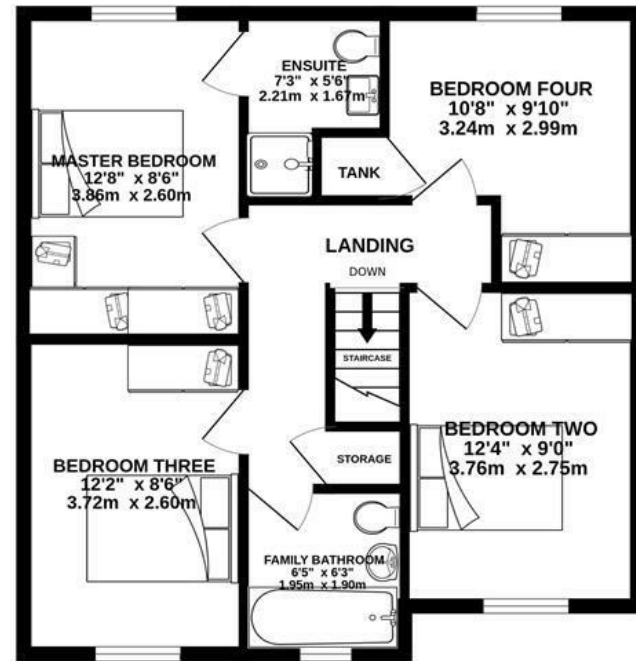 ENSUITE
7'3" x 5'6"
2.21m x 1.67m
BEDROOM FOUR
10'8" x 9'10"
3.24m x 2.99m
MASTER BEDROOM
12'8" x 8'6"
3.86m x 2.60m
TANK
LANDING
DOWN
STAIRCASE
BEDROOM TWO
12'4" x 9'0"
3.76m x 2.75m
STORAGE
BEDROOM THREE
12'2" x 8'6"
3.72m x 2.60m
FAMILY BATHROOM
6'5" x 6'3"
1.95m x 1.90m